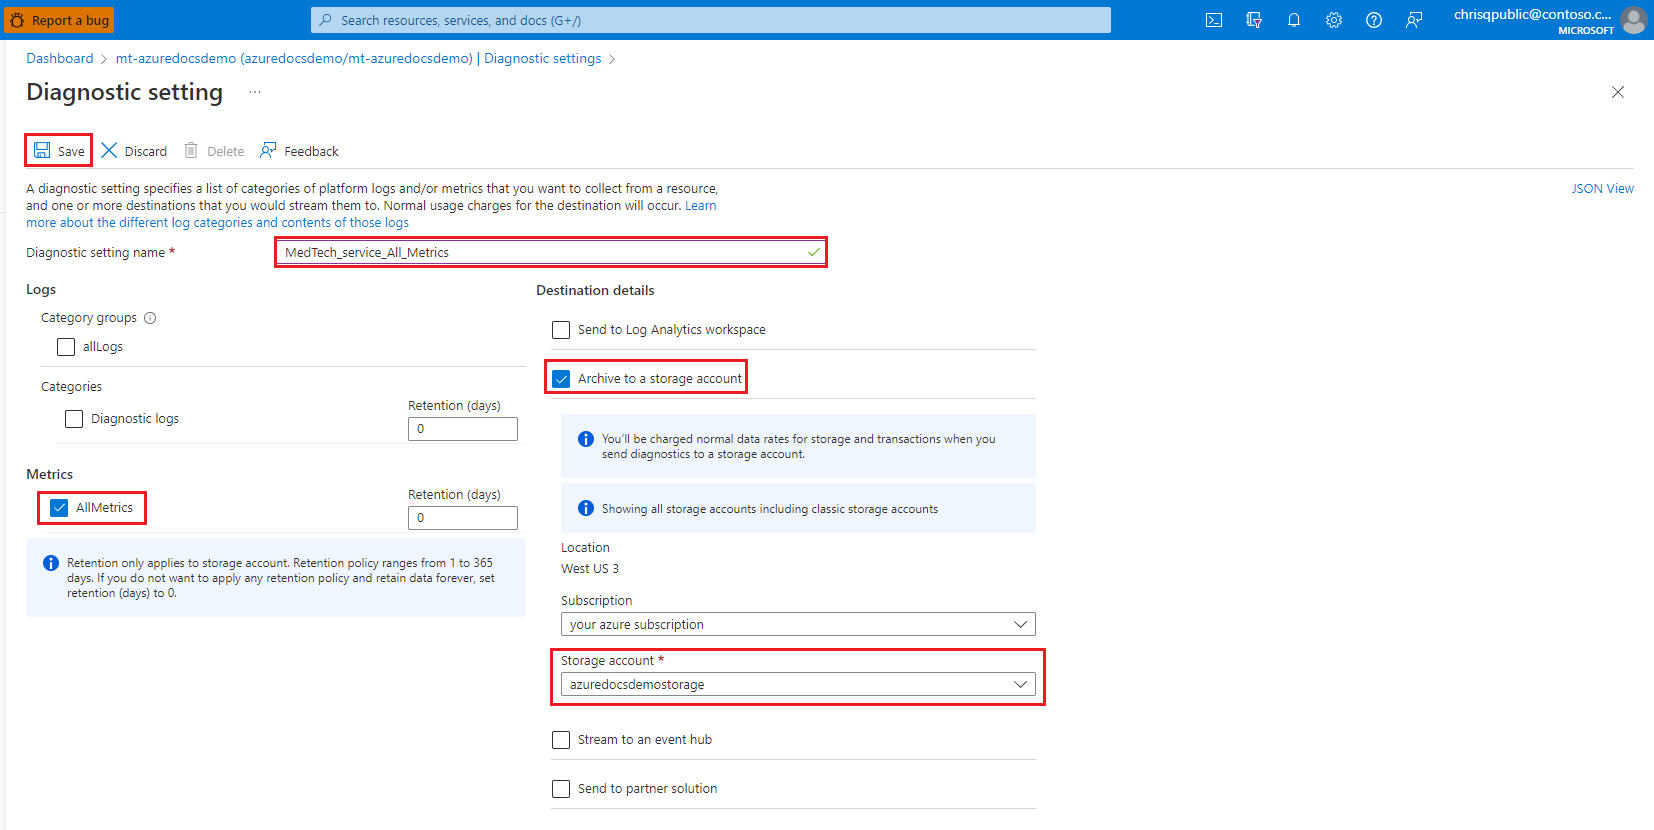 Report a bug
Search resources, services, and docs (G+/)
chrisqpublic@contoso.c...
MICROSOFT
Dashboard > mt-azuredocsdemo (azuredocsdemo/mt-azuredocsdemo) | Diagnostic settings >
Diagnostic setting ...
Save Discard Delete Feedback
A diagnostic setting specifies a list of categories of platform logs and/or metrics that you want to collect from a resource,
and one or more destinations that you would stream them to. Normal usage charges for the destination will occur. Learn
more about the different log categories and contents of those logs
JSON View
Diagnostic setting name *
MedTech_service_All_Metrics
Logs
Category groups
allLogs
Categories
Diagnostic logs
Retention (days)
0
Metrics
AllMetrics
Retention (days)
0
Retention only applies to storage account. Retention policy ranges from 1 to 365
days. If you do not want to apply any retention policy and retain data forever, set
retention (days) to 0.
Destination details
Send to Log Analytics workspace
Archive to a storage account
You'll be charged normal data rates for storage and transactions when you
send diagnostics to a storage account.
Showing all storage accounts including classic storage accounts
Location
West US 3
Subscription
your azure subscription
Storage account *
azuredocsdemostorage
Stream to an event hub
Send to partner solution